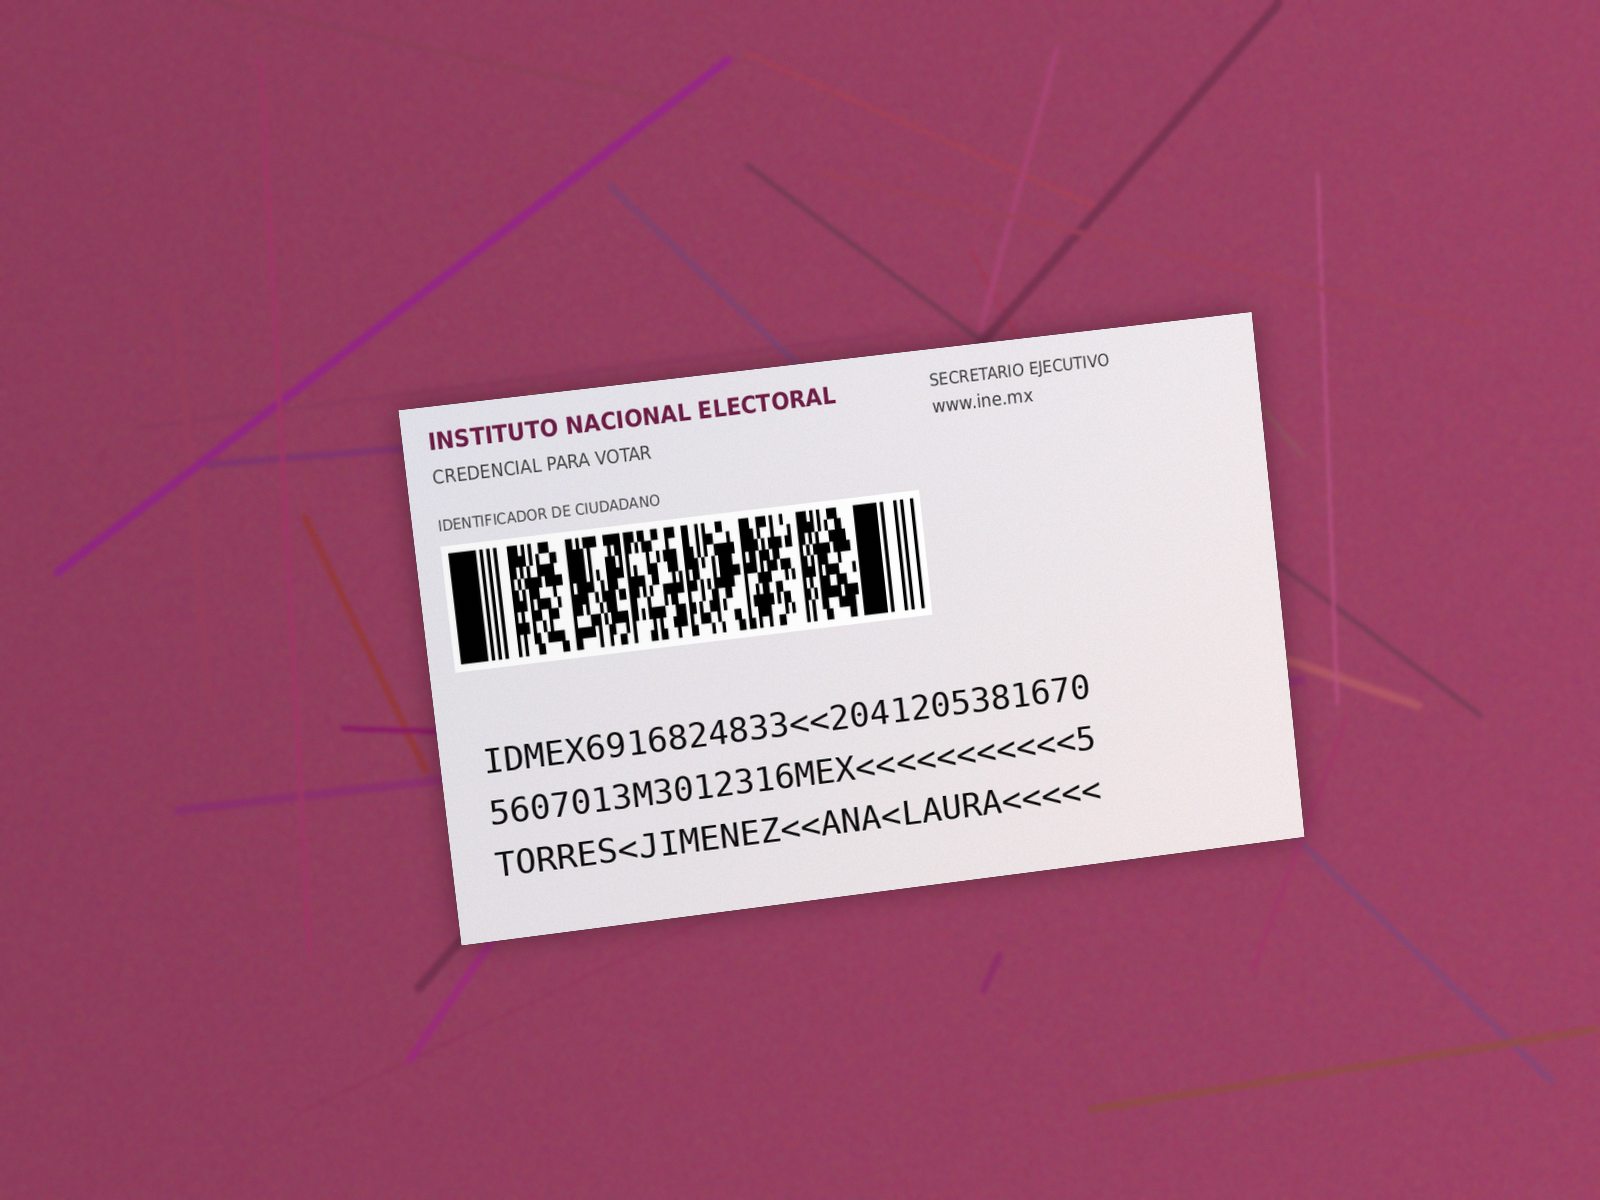 INSTITUTO NACIONAL ELECTORAL
CREDENCIAL PARA VOTAR
SECRETARIO EJECUTIVO
www.ine.mx
IDENTIFICADOR DE CIUDADANO
IDMEX6916824833<<2041205381670
5607013M3012316MEX<<<<<<<<<<<5
TORRES<JIMENEZ<<ANA<LAURA<<<<<